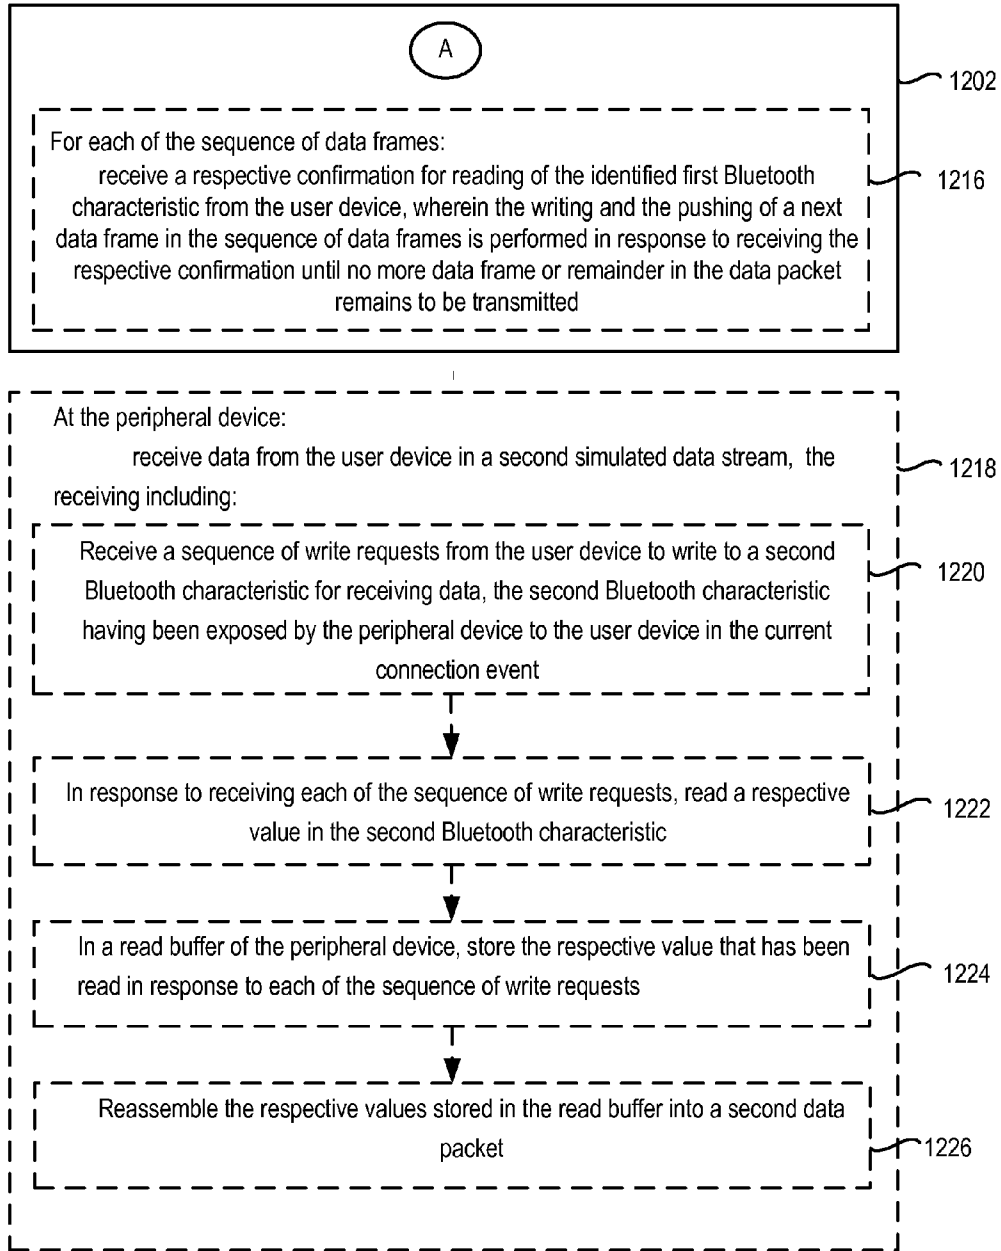 A
1202
For each of the sequence of data frames:
receive a respective confirmation for reading of the identified first Bluetooth
characteristic from the user device, wherein the writing and the pushing of a next
data frame in the sequence of data frames is performed in response to receiving the
respective confirmation until no more data frame or remainder in the data packet
remains to be transmitted
1216
At the peripheral device:
receive data from the user device in a second simulated data stream, the
receiving including:
1218
Receive a sequence of write requests from the user device to write to a second
Bluetooth characteristic for receiving data, the second Bluetooth characteristic
having been exposed by the peripheral device to the user device in the current
connection event
1220
In response to receiving each of the sequence of write requests, read a respective
value in the second Bluetooth characteristic
1222
In a read buffer of the peripheral device, store the respective value that has been
read in response to each of the sequence of write requests
1224
Reassemble the respective values stored in the read buffer into a second data
packet
1226